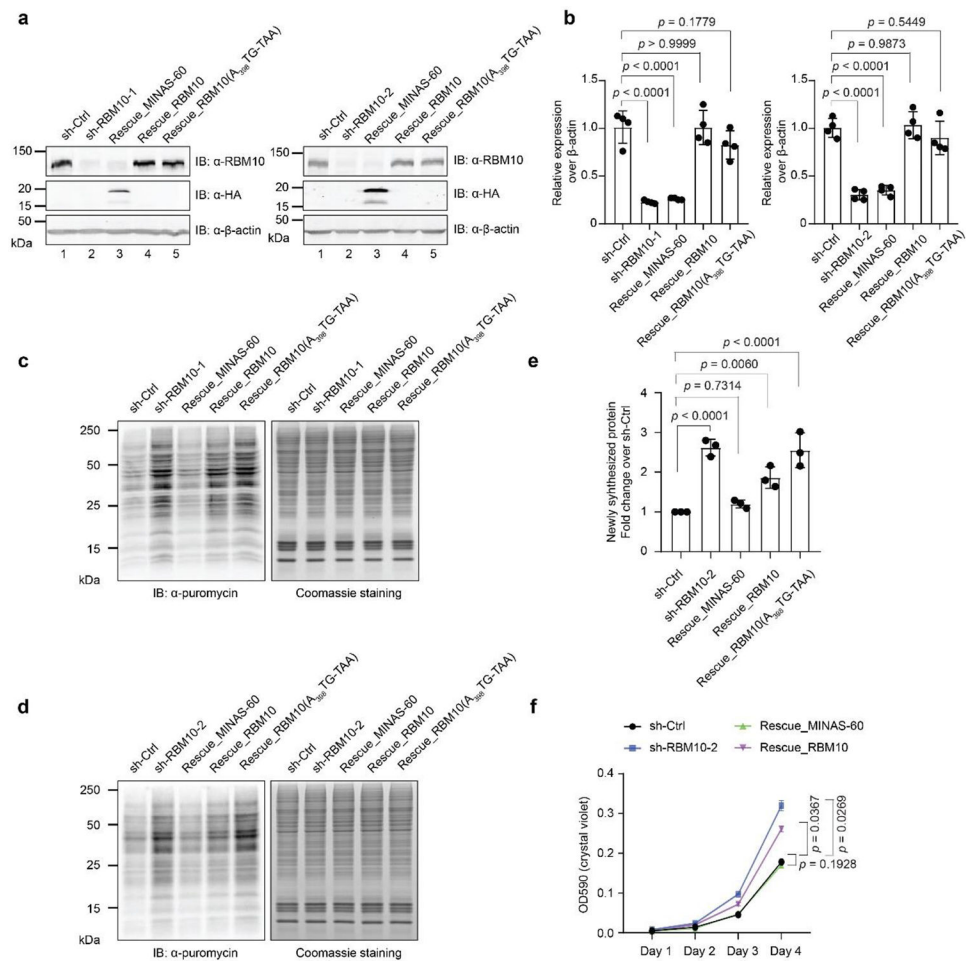 a
sh-Ctrl
sh-RBM10-1
Rescue_MINAS-60
Rescue_RBM10
Rescue_RBM10(A398TG-TAA)
150
100
IB: α-RBM10
20
15
IB: α-HA
50
IB: α-β-actin
kDa
1 2 3 4 5
sh-Ctrl
sh-RBM10-2
Rescue_MINAS-60
Rescue_RBM10
Rescue_RBM10(A398TG-TAA)
150
100
IB: α-RBM10
20
15
IB: α-HA
50
IB: α-β-actin
kDa
1 2 3 4 5
b
p = 0.1779
p > 0.9999
p < 0.0001
p < 0.0001
Relative expression
over β-actin
1.5
1.0
0.5
0
sh-Ctrl
sh-RBM10-1
Rescue_MINAS-60
Rescue_RBM10
Rescue_RBM10(A398TG-TAA)
p = 0.5449
p = 0.9873
p < 0.0001
p < 0.0001
Relative expression
over β-actin
1.5
1.0
0.5
0
sh-Ctrl
sh-RBM10-2
Rescue_MINAS-60
Rescue_RBM10
Rescue_RBM10(A398TG-TAA)
c
sh-Ctrl
sh-RBM10-1
Rescue_MINAS-60
Rescue_RBM10
Rescue_RBM10(A398TG-TAA)
sh-Ctrl
sh-RBM10-1
Rescue_MINAS-60
Rescue_RBM10
Rescue_RBM10(A398TG-TAA)
250
50
25
15
kDa
IB: α-puromycin
Coomassie staining
e
p < 0.0001
p = 0.0060
p = 0.7314
p < 0.0001
Newly syhthesized protein
Fold change over sh-Ctrl
4
3
2
1
0
sh-Ctrl
sh-RBM10-2
Rescue_MINAS-60
Rescue_RBM10
Rescue_RBM10(A398TG-TAA)
d
sh-Ctrl
sh-RBM10-2
Rescue_MINAS-60
Rescue_RBM10
Rescue_RBM10(A398TG-TAA)
sh-Ctrl
sh-RBM10-2
Rescue_MINAS-60
Rescue_RBM10
Rescue_RBM10(A398TG-TAA)
250
50
25
15
kDa
IB: α-puromycin
Coomassie staining
f
sh-Ctrl
Rescue_MINAS-60
sh-RBM10-2
Rescue_RBM10
OD590 (crystal violet)
0.4
0.3
0.2
0.1
0.0
Day 1 Day 2 Day 3 Day 4
p = 0.0367
p = 0.0269
p = 0.1928